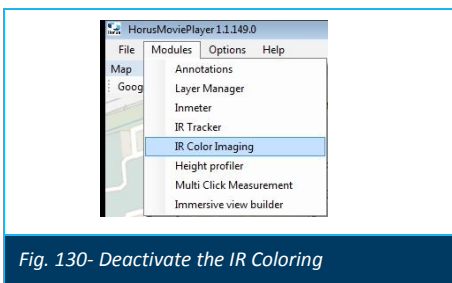 HorusMoviePlayer 1.1.149.0
File Modules Options Help
Map
Goog
Annotations
Layer Manager
Inmeter
IR Tracker
IR Color Imaging
Height profiler
Multi Click Measurement
Immersive view builder
Fig. 130- Deactivate the IR Coloring